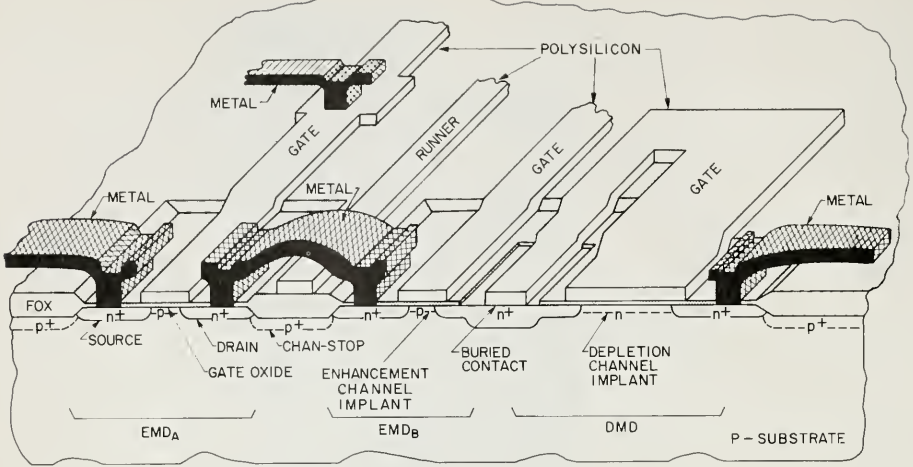 POLYSILICON
METAL
GATE
RUNNER
GATE
GATE
METAL
METAL
METAL
FOX
p+
n+
p
n+
p+
n+
p
n+
n
n+
p+
SOURCE
DRAIN
CHAN-STOP
GATE OXIDE
ENHANCEMENT
CHANNEL
IMPLANT
BURIED
CONTACT
DEPLETION
CHANNEL
IMPLANT
EMDA
EMDB
DMD
P-SUBSTRATE